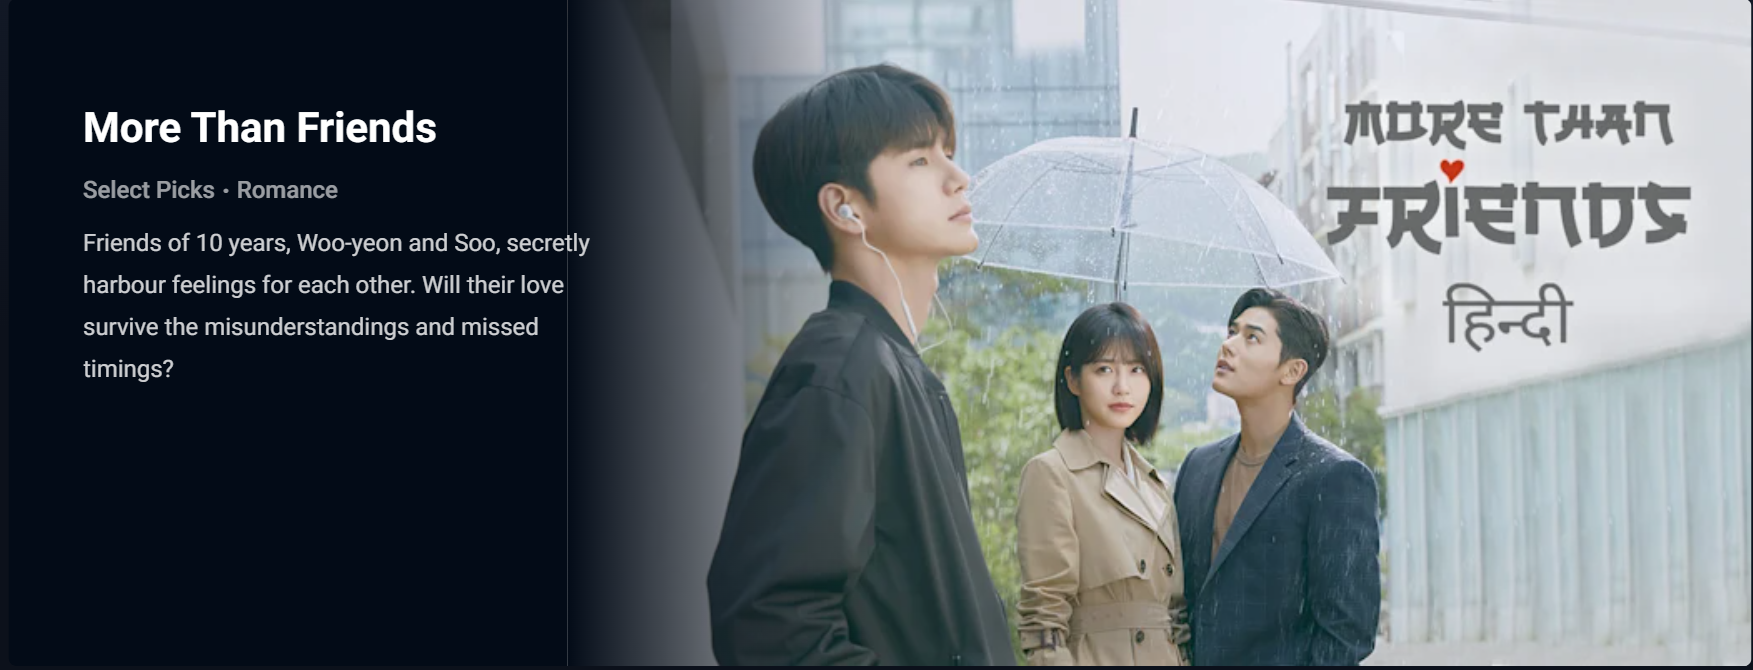 More Than Friends
Select Picks • Romance
Friends of 10 years, Woo-yeon and Soo, secretly
harbour feelings for each other. Will their love
survive the misunderstandings and missed
timings?
MORE THAN
FRIENDS
हिन्दी